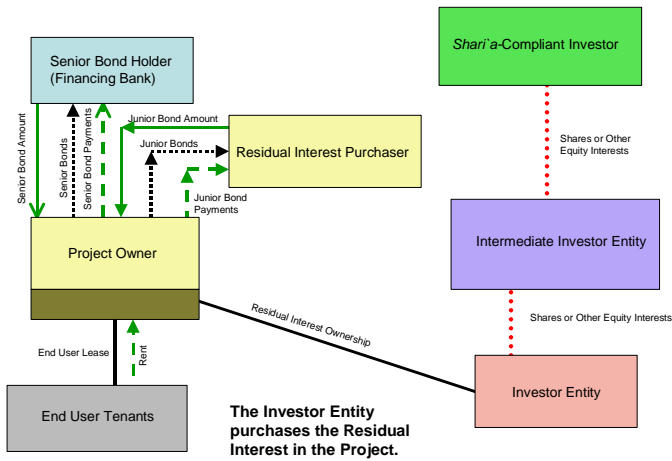 Senior Bond Holder
(Financing Bank)
Shari`a-Compliant Investor
Senior Bond Amount
Senior Bonds
Senior Bond Payments
Junior Bond Amount
Junior Bonds
Junior Bond
Payments
Residual Interest Purchaser
Shares or Other
Equity Interests
Project Owner
Intermediate Investor Entity
Residual Interest Ownership
Shares or Other Equity Interests
End User Lease
Rent
End User Tenants
Investor Entity
The Investor Entity
purchases the Residual
Interest in the Project.